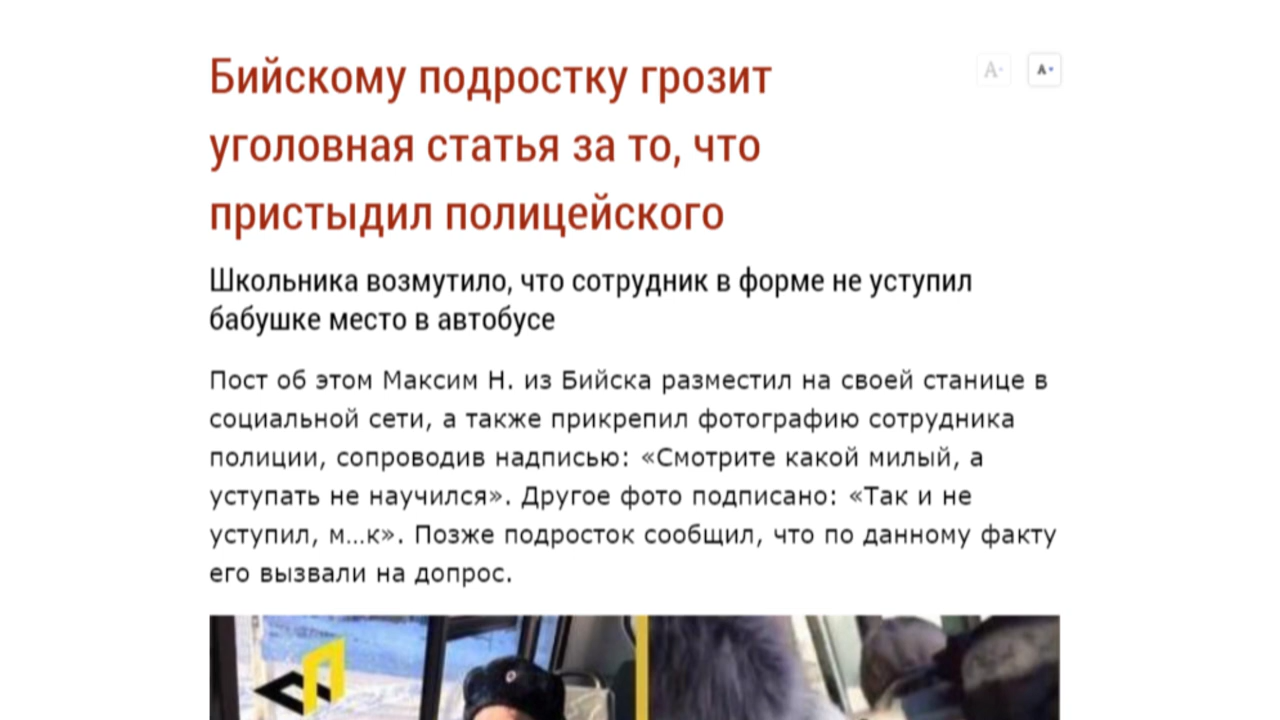 Бийскому подростку грозит
уголовная статья за то, что
пристыдил полицейского
A-
A+
Школьника возмутило, что сотрудник в форме не уступил
бабушке место в автобусе
Пост об этом Максим Н. из Бийска разместил на своей станице в
социальной сети, а также прикрепил фотографию сотрудника
полиции, сопроводив надписью: «Смотрите какой милый, а
уступать не научился». Другое фото подписано: «Так и не
уступил, м...к». Позже подросток сообщил, что по данному факту
его вызвали на допрос.